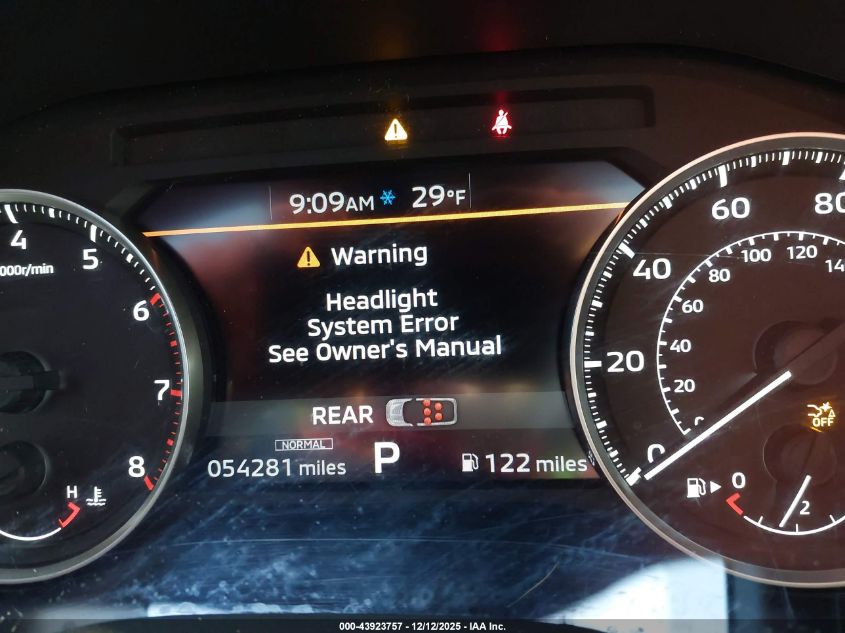 9:09AM 29°F
Warning
Headlight
System Error
See Owner's Manual
REAR
NORMAL
054281 miles P 122 miles
4 5 6 7 8
000r/min
H
0 20 40 60 80
0 20 40 60 80 100 120 14
OFF
0 2
000-43923757 - 12/12/2025 - IAA Inc.